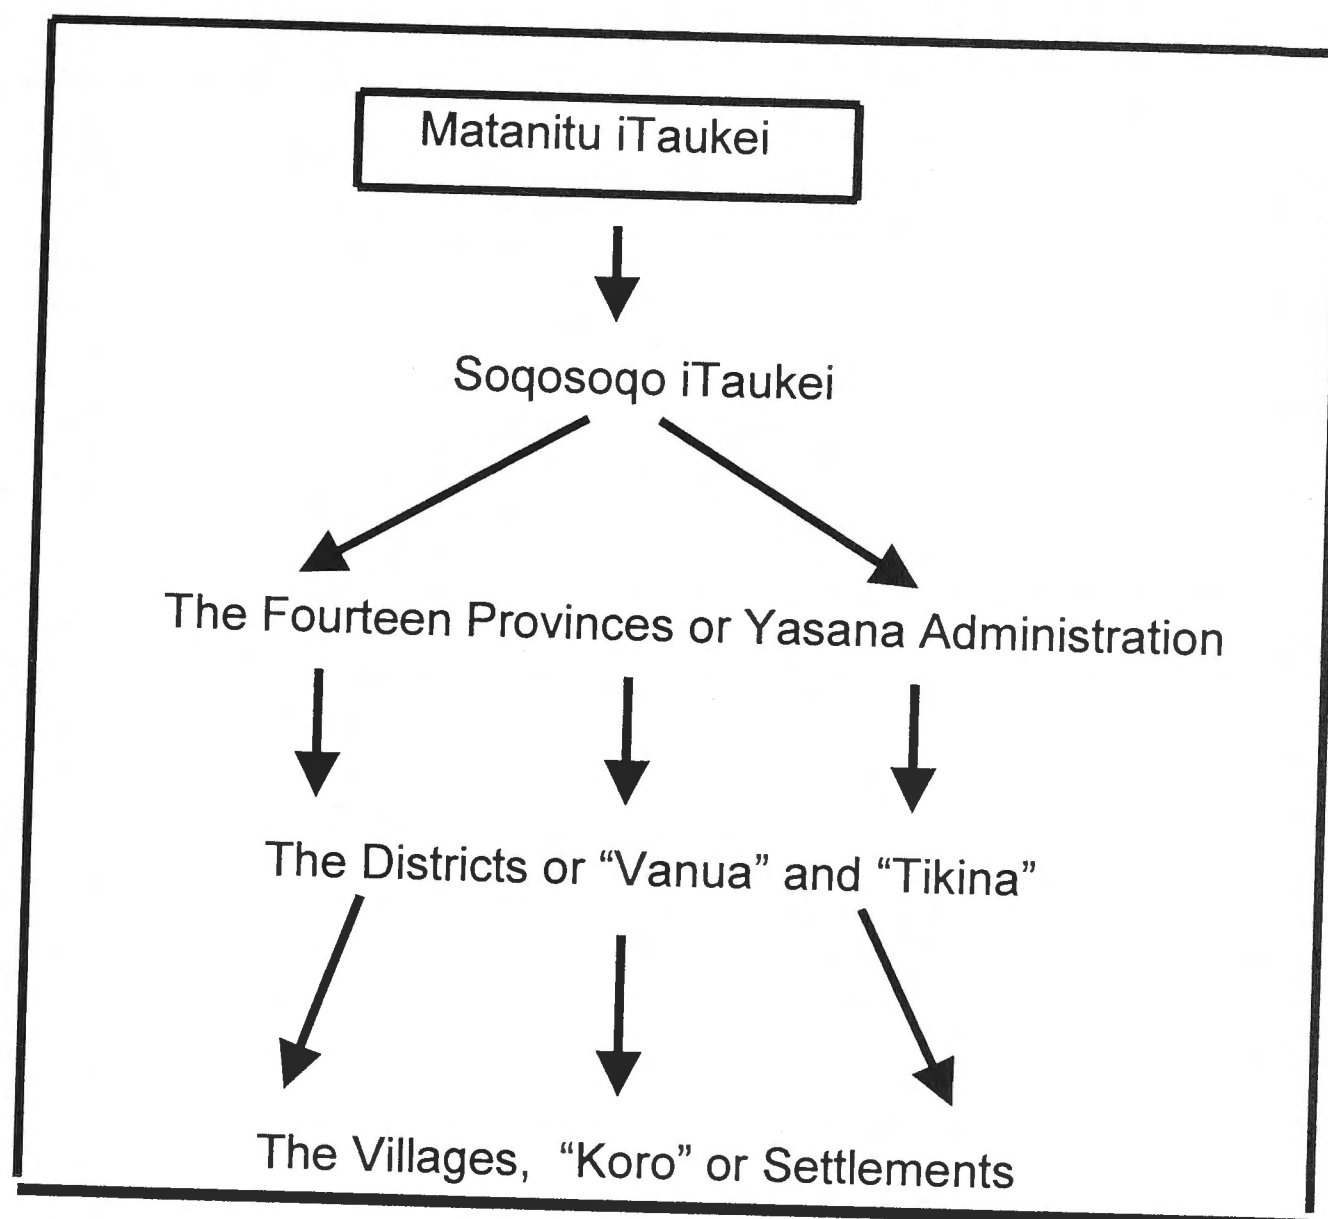 Matanitu iTaukei
Soqosoqo iTaukei
The Fourteen Provinces or Yasana Administration
The Districts or “Vanua” and “Tikina”
The Villages, “Koro” or Settlements